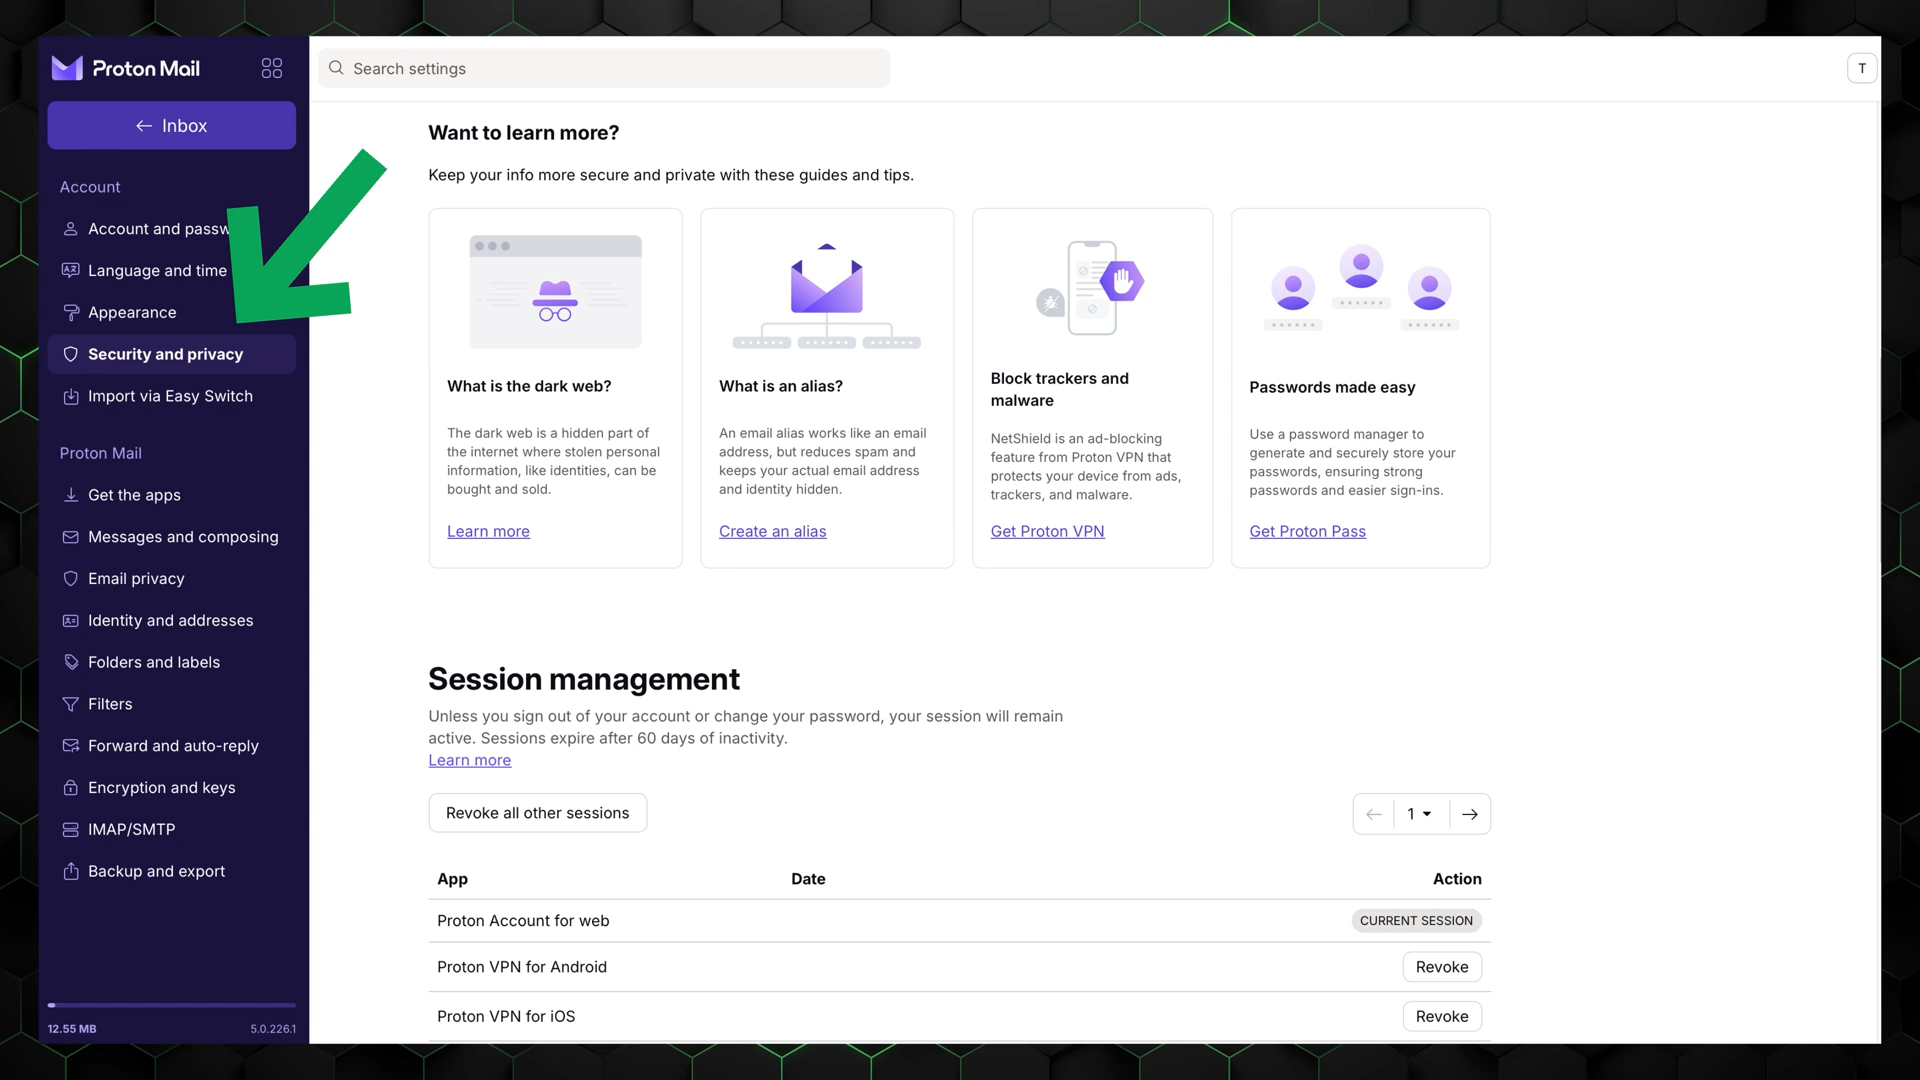 Proton Mail
Search settings
T
← Inbox
Account
Account and passw
Language and time
Appearance
Security and privacy
Import via Easy Switch
Proton Mail
Get the apps
Messages and composing
Email privacy
Identity and addresses
Folders and labels
Filters
Forward and auto-reply
Encryption and keys
IMAP/SMTP
Backup and export
12.55 MB
5.0.226.1
Want to learn more?
Keep your info more secure and private with these guides and tips.
What is the dark web?
The dark web is a hidden part of
the internet where stolen personal
information, like identities, can be
bought and sold.
Learn more
What is an alias?
An email alias works like an email
address, but reduces spam and
keeps your actual email address
and identity hidden.
Create an alias
Block trackers and
malware
NetShield is an ad-blocking
feature from Proton VPN that
protects your device from ads,
trackers, and malware.
Get Proton VPN
Passwords made easy
Use a password manager to
generate and securely store your
passwords, ensuring strong
passwords and easier sign-ins.
Get Proton Pass
Session management
Unless you sign out of your account or change your password, your session will remain
active. Sessions expire after 60 days of inactivity.
Learn more
Revoke all other sessions
← 1 →
App Date Action
Proton Account for web CURRENT SESSION
Proton VPN for Android Revoke
Proton VPN for iOS Revoke